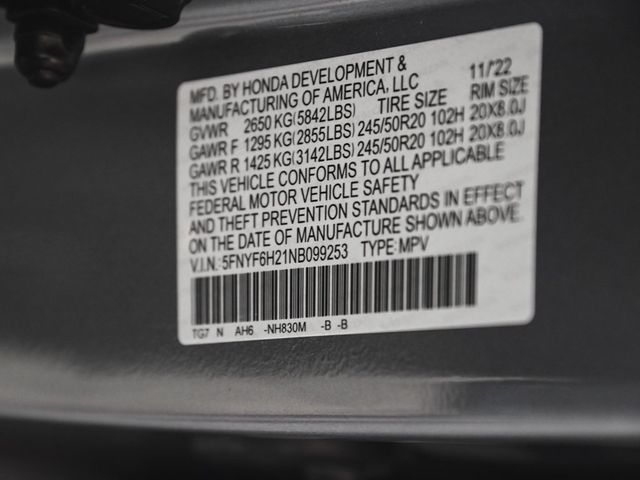 MFD. BY HONDA DEVELOPMENT & 11/'22
MANUFACTURING OF AMERICA, LLC
GVWR 2650 KG(5842LBS) TIRE SIZE RIM SIZE
GAWR F 1295 KG(2855LBS) 245/50R20 102H 20X8.0J
GAWR R 1425 KG(3142LBS) 245/50R20 102H 20X8.0J
THIS VEHICLE CONFORMS TO ALL APPLICABLE
FEDERAL MOTOR VEHICLE SAFETY
AND THEFT PREVENTION STANDARDS IN EFFECT
ON THE DATE OF MANUFACTURE SHOWN ABOVE.
V.I.N.: 5FNYF6H21NB099253 TYPE: MPV
TG7 N AH6 -NH830M -B -B